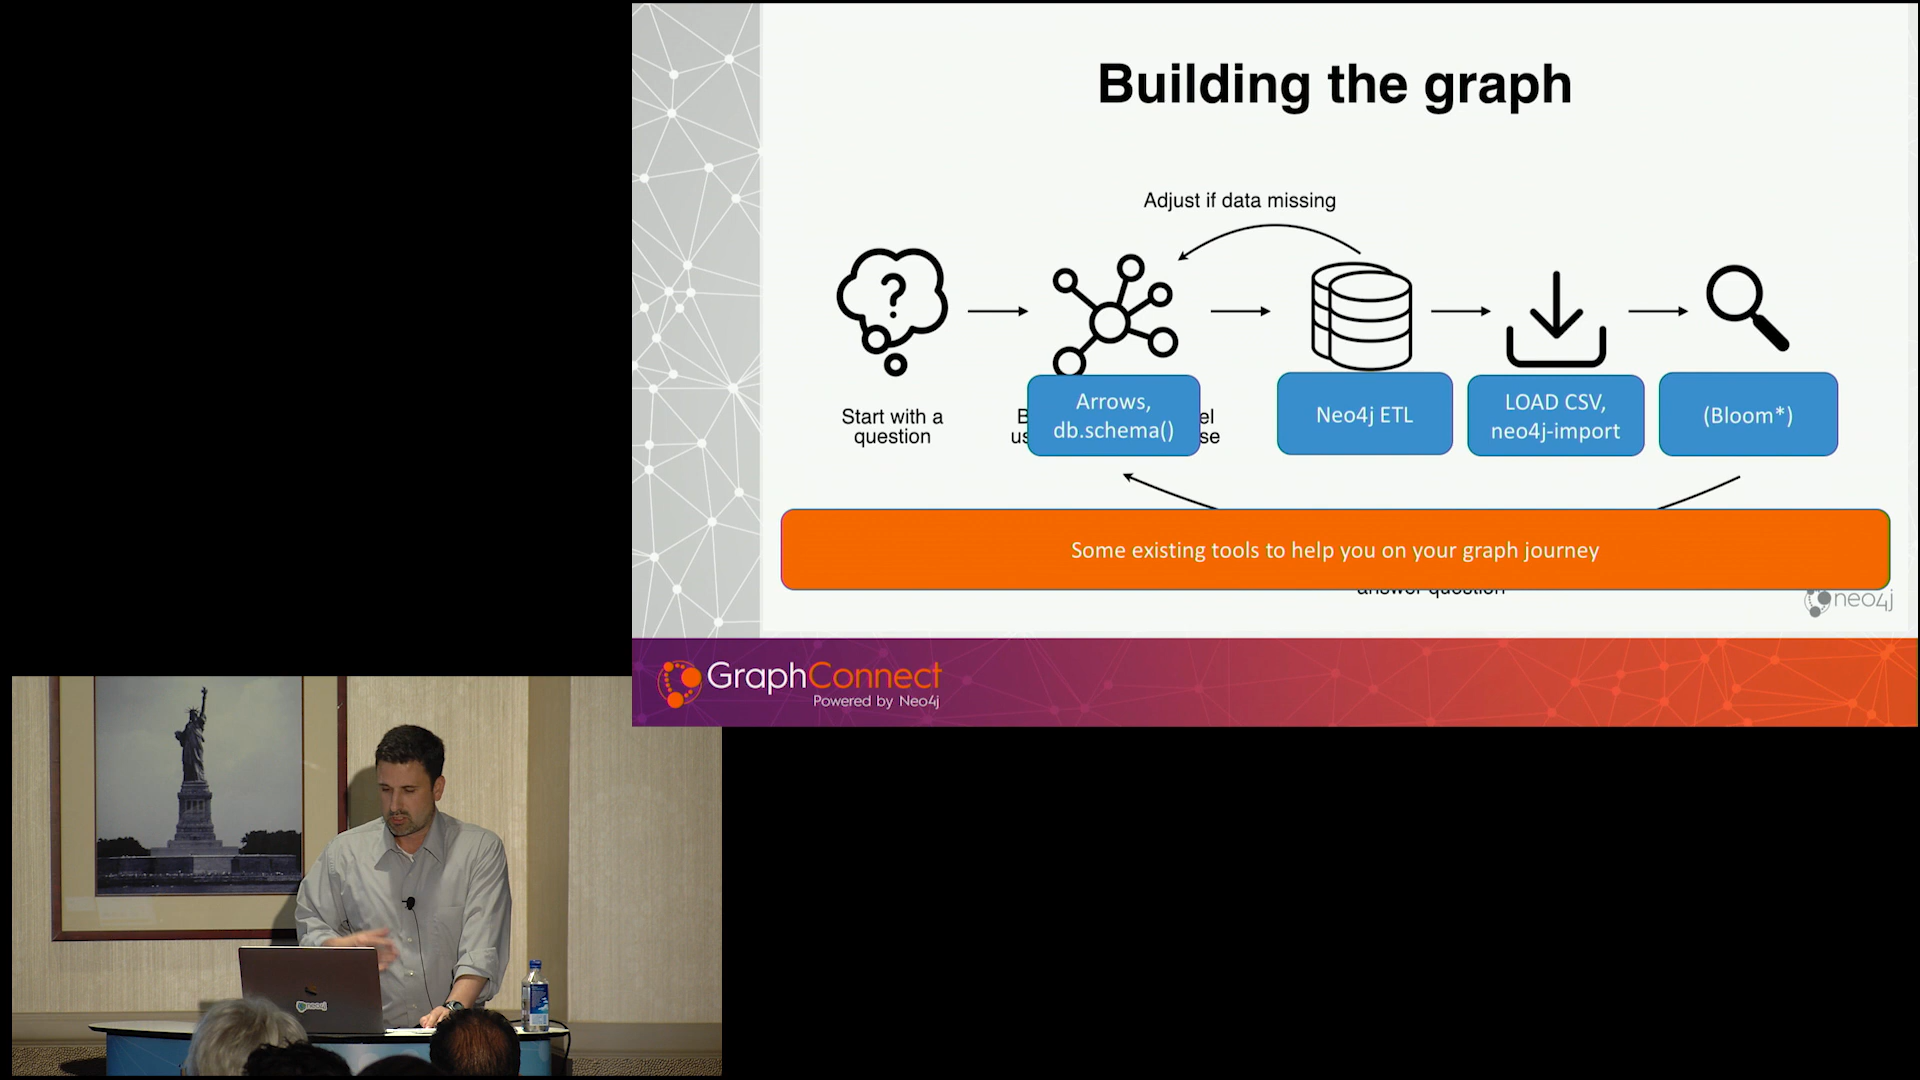 Building the graph
Adjust if data missing
?
Start with a
question
Arrows,
db.schema()
Neo4j ETL
LOAD CSV,
neo4j-import
(Bloom*)
Some existing tools to help you on your graph journey
answer question
neo4j
GraphConnect
Powered by Neo4j
neo4j